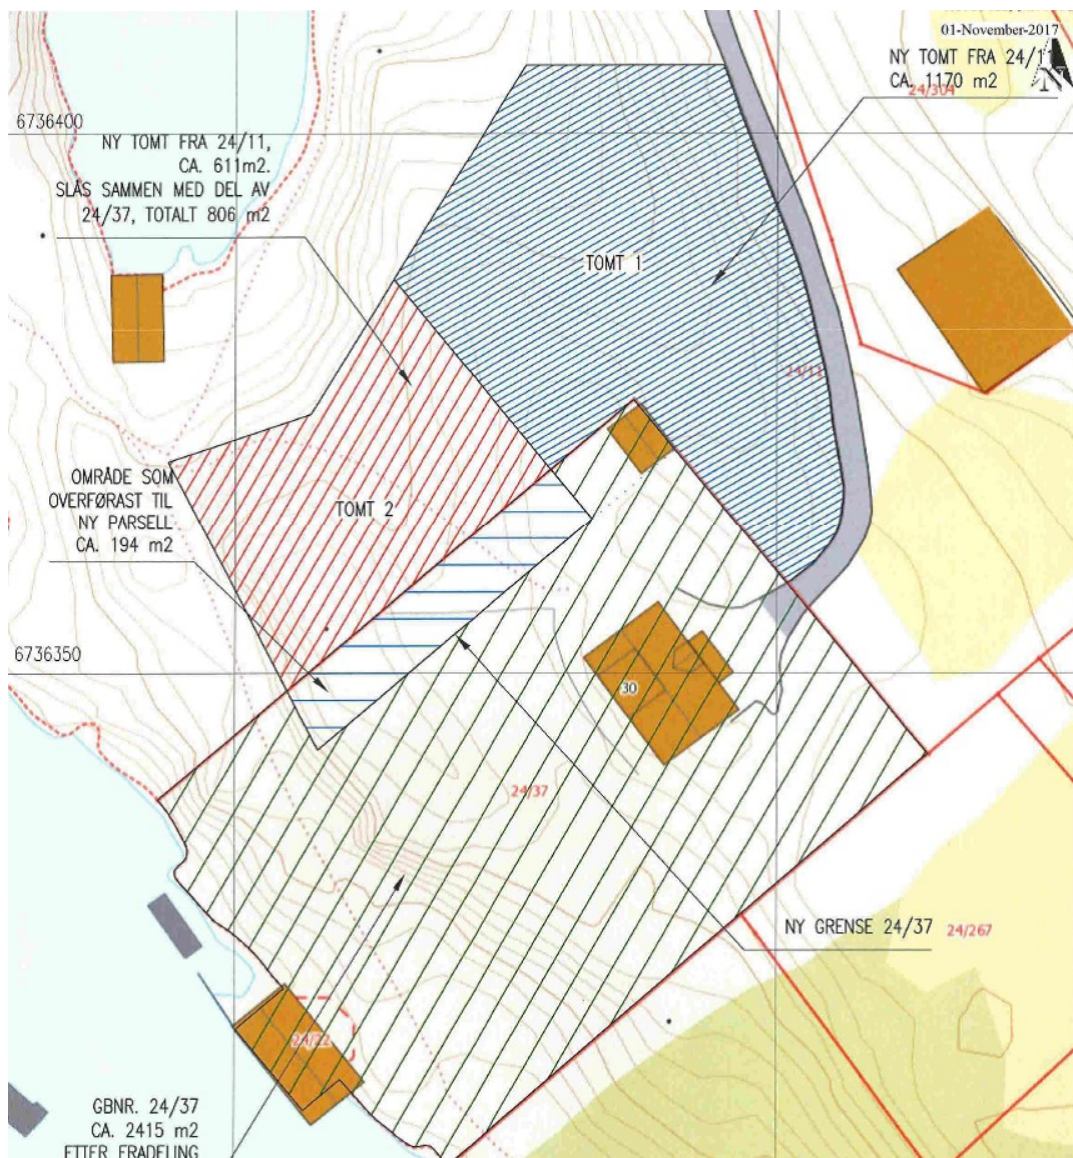 01-November-2017
NY TOMT FRA 24/11
CA. 1170 m2
24/304
6736400
NY TOMT FRA 24/11,
CA. 611m2.
SLÅS SAMMEN MED DEL AV
24/37, TOTALT 806 m2
TOMT 1
24/11
OMRÅDE SOM
OVERFØRAST TIL
NY PARSELL
CA. 194 m2
TOMT 2
6736350
30
24/37
NY GRENSE 24/37
24/267
24/22
GBNR. 24/37
CA. 2415 m2
ETTER FRADELING
N